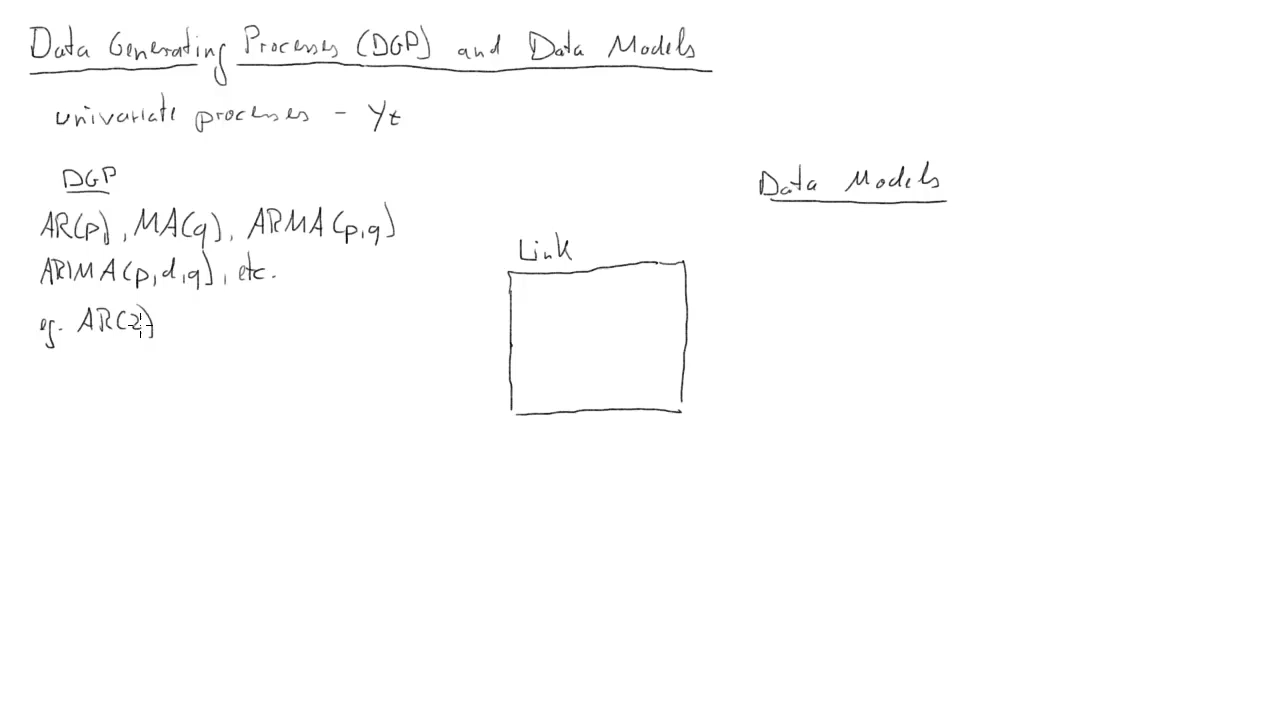 Data Generating Processes (DGP) and Data Models
univariate processes - yt
DGP
AR(p), MA(q), ARMA(p,q)
ARIMA(p,d,q), etc.
eg. AR(2)
Link
Data Models